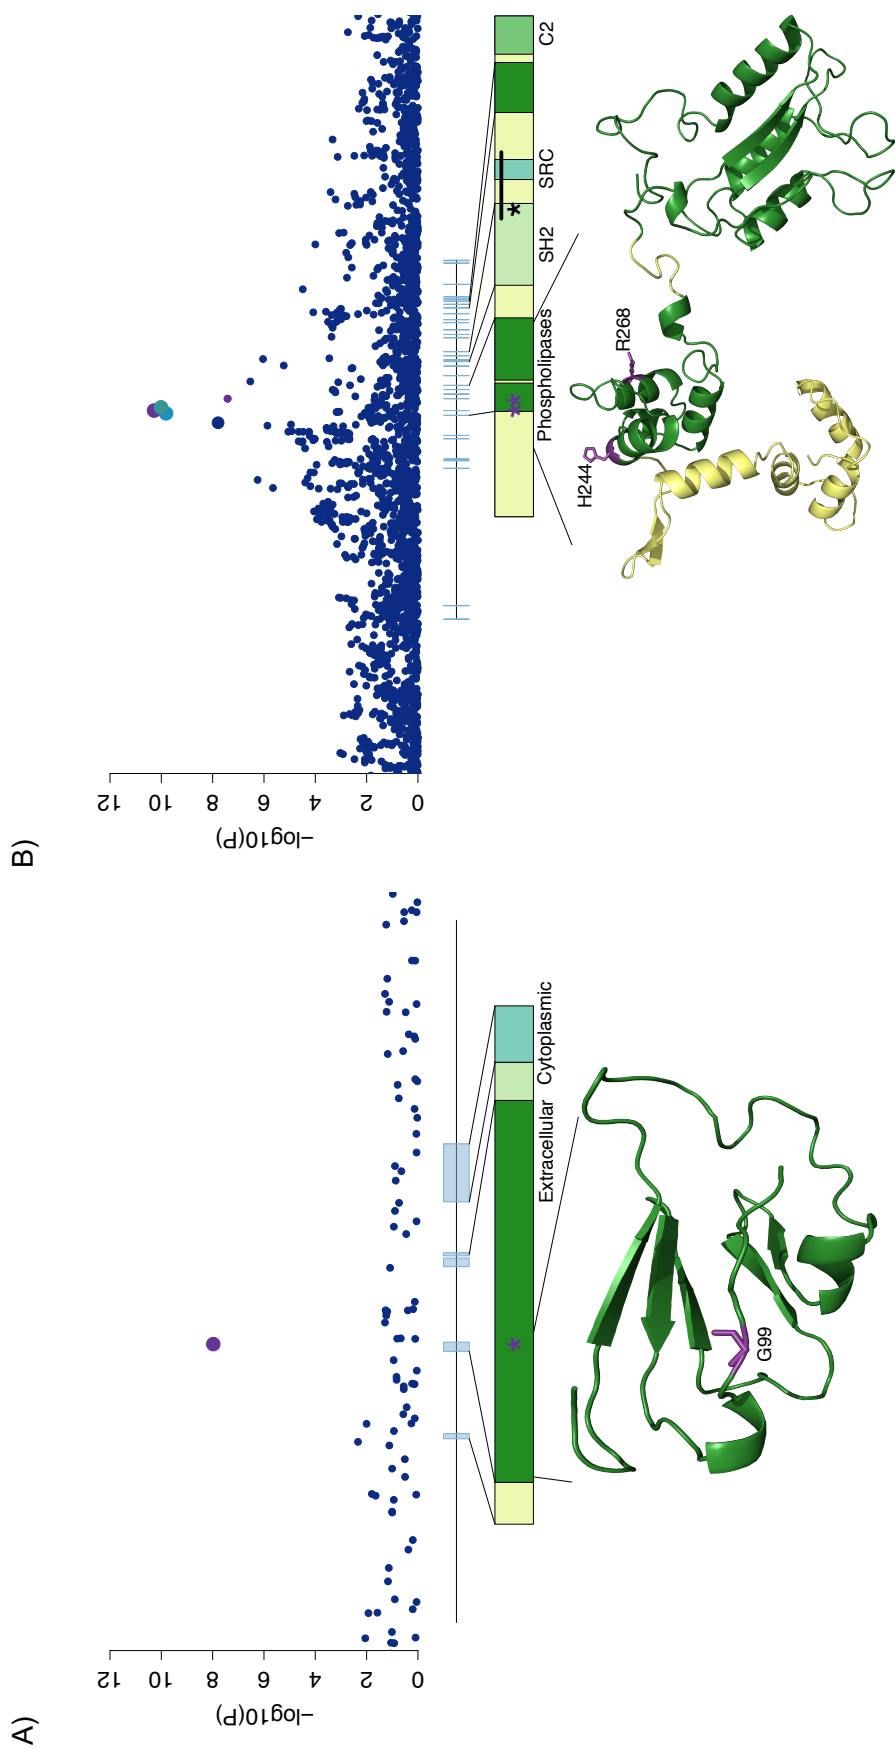 A)
−log10(P)
12
10
8
6
4
2
0
*
Extracellular
Cytoplasmic
G99
B)
−log10(P)
12
10
8
6
4
2
0
**
*
Phospholipases
SH2
SRC
C2
H244
R268